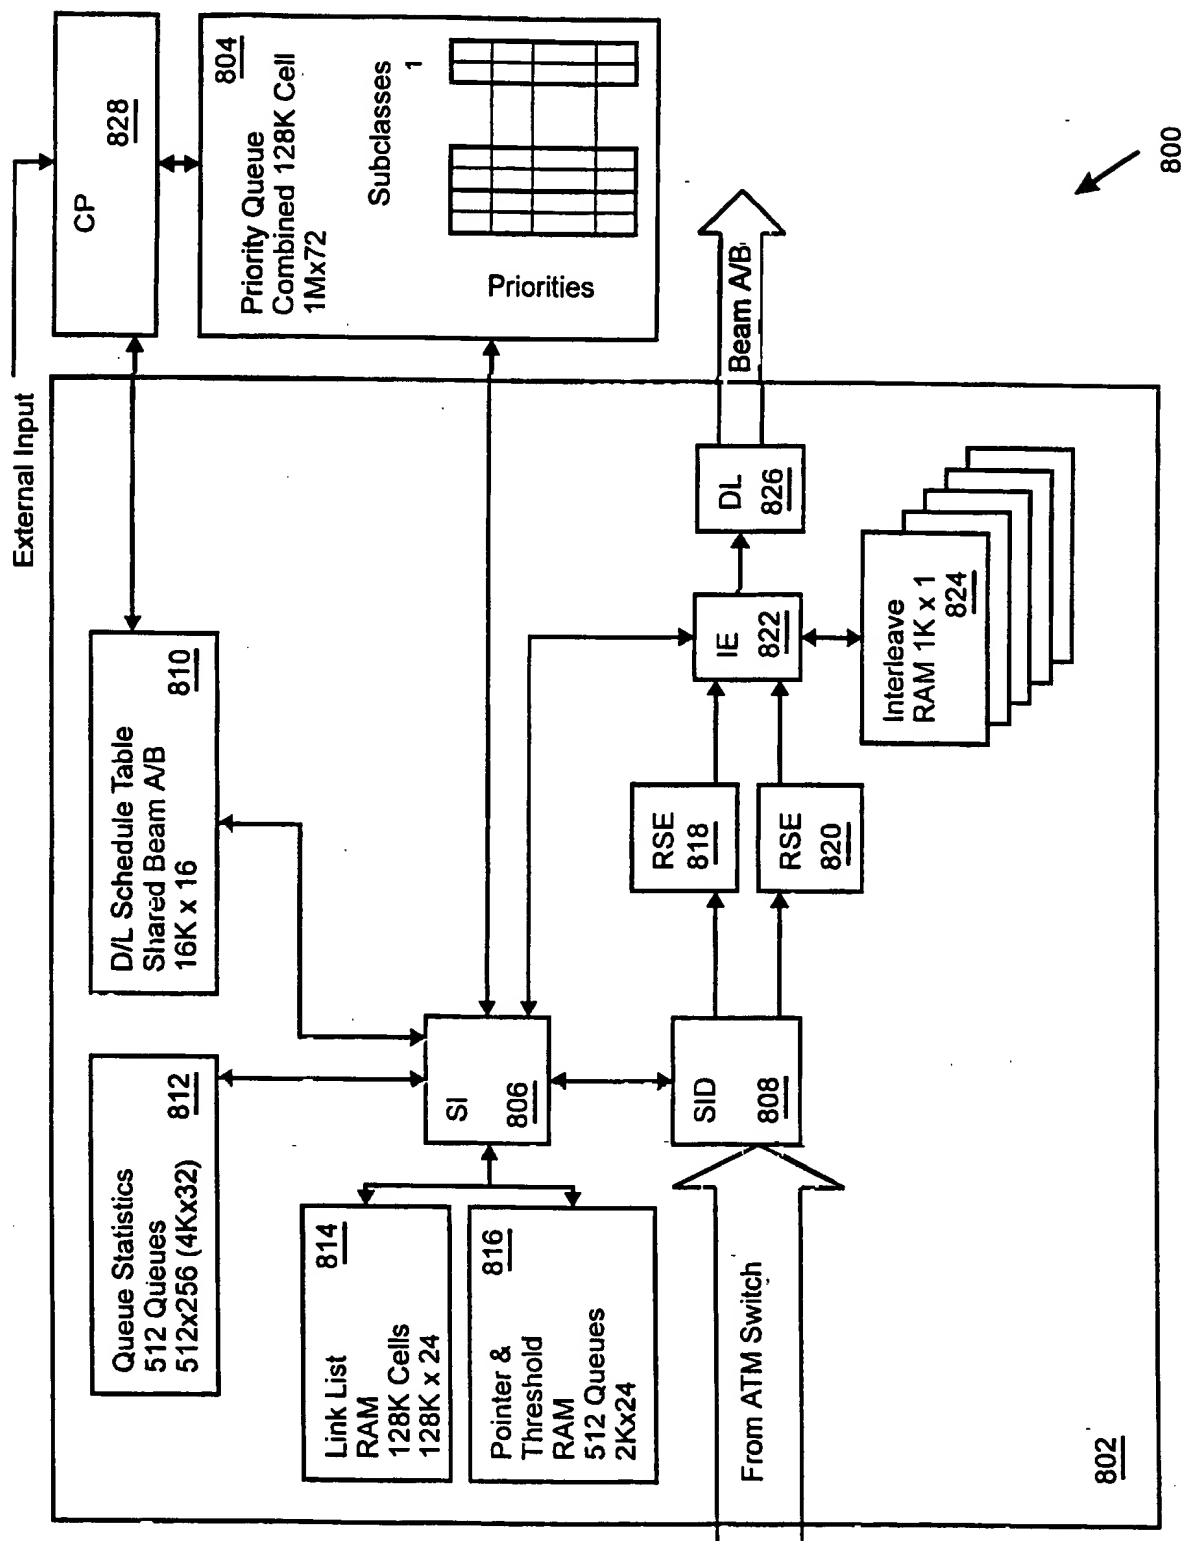 External Input
CP
828
804
Priority Queue
Combined 128K Cell
1Mx72
Subclasses
1
Priorities
Queue Statistics
512 Queues
512x256 (4Kx32)
812
D/L Schedule Table
Shared Beam A/B
16K x 16
810
Link List
RAM
128K Cells
128K x 24
814
Pointer &
Threshold
RAM
512 Queues
2Kx24
816
SI
806
SID
808
RSE
818
RSE
820
IE
822
DL
826
Interleave
RAM 1K x 1
824
Beam A/B
From ATM Switch
802
800